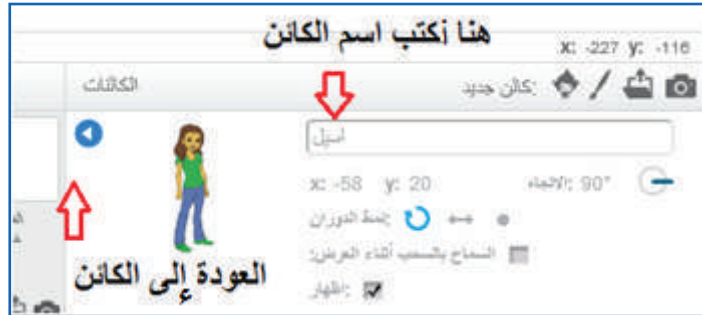 هنا نكتب اسم الكائن
x: -227 y: -116
كائن جديد:
الكائنات
أسيل
x: -58 y: 20 الاتجاه: 90°
نمط الدوران:
السماح بالسحب أثناء العرض:
إظهار:
العودة إلى الكائن